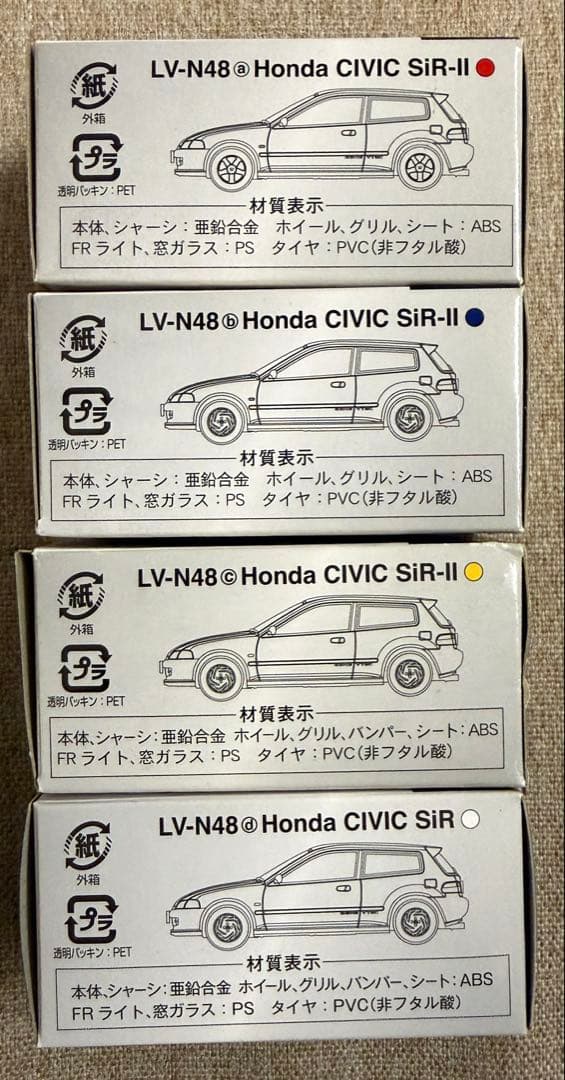 LV-N48ⓐHonda CIVIC SiR-II
紙
外箱
プラ
透明パッキン：PET
材質表示
本体、シャーシ：亜鉛合金 ホイール、グリル、シート：ABS
FRライト、窓ガラス：PS タイヤ：PVC（非フタル酸）
LV-N48ⓑHonda CIVIC SiR-II
紙
外箱
プラ
透明パッキン：PET
材質表示
本体、シャーシ：亜鉛合金 ホイール、グリル、シート：ABS
FRライト、窓ガラス：PS タイヤ：PVC（非フタル酸）
LV-N48ⓒHonda CIVIC SiR-II
紙
外箱
プラ
透明パッキン：PET
材質表示
本体、シャーシ：亜鉛合金 ホイール、グリル、バンパー、シート：ABS
FRライト、窓ガラス：PS タイヤ：PVC（非フタル酸）
LV-N48ⓓHonda CIVIC SiR
紙
外箱
プラ
透明パッキン：PET
材質表示
本体、シャーシ：亜鉛合金 ホイール、グリル、バンパー、シート：ABS
FRライト、窓ガラス：PS タイヤ：PVC（非フタル酸）